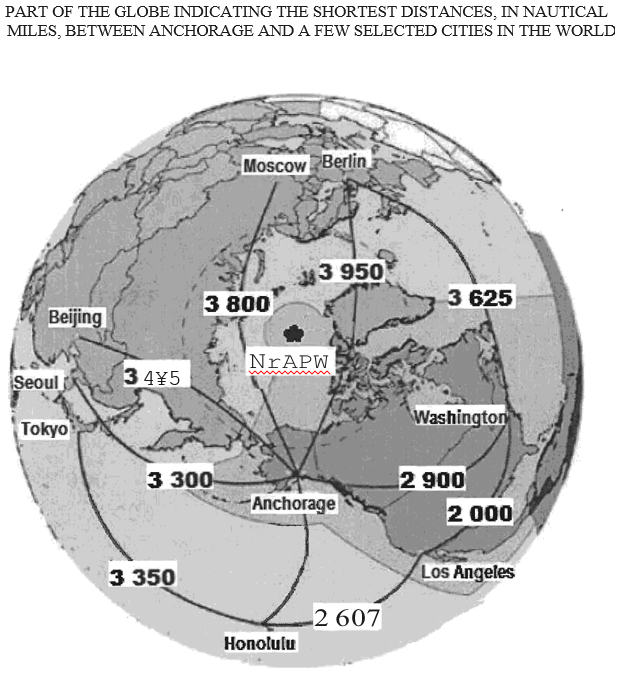 PART OF THE GLOBE INDICATING THE SHORTEST DISTANCES, IN NAUTICAL
MILES, BETWEEN ANCHORAGE AND A FEW SELECTED CITIES IN THE WORLD
Moscow
Berlin
3 950
3 800
3 625
Beijing
NrAPW
3 4¥5
Seoul
Washington
Tokyo
3 300
2 900
Anchorage
2 000
Los Angeles
3 350
2 607
Honolulu